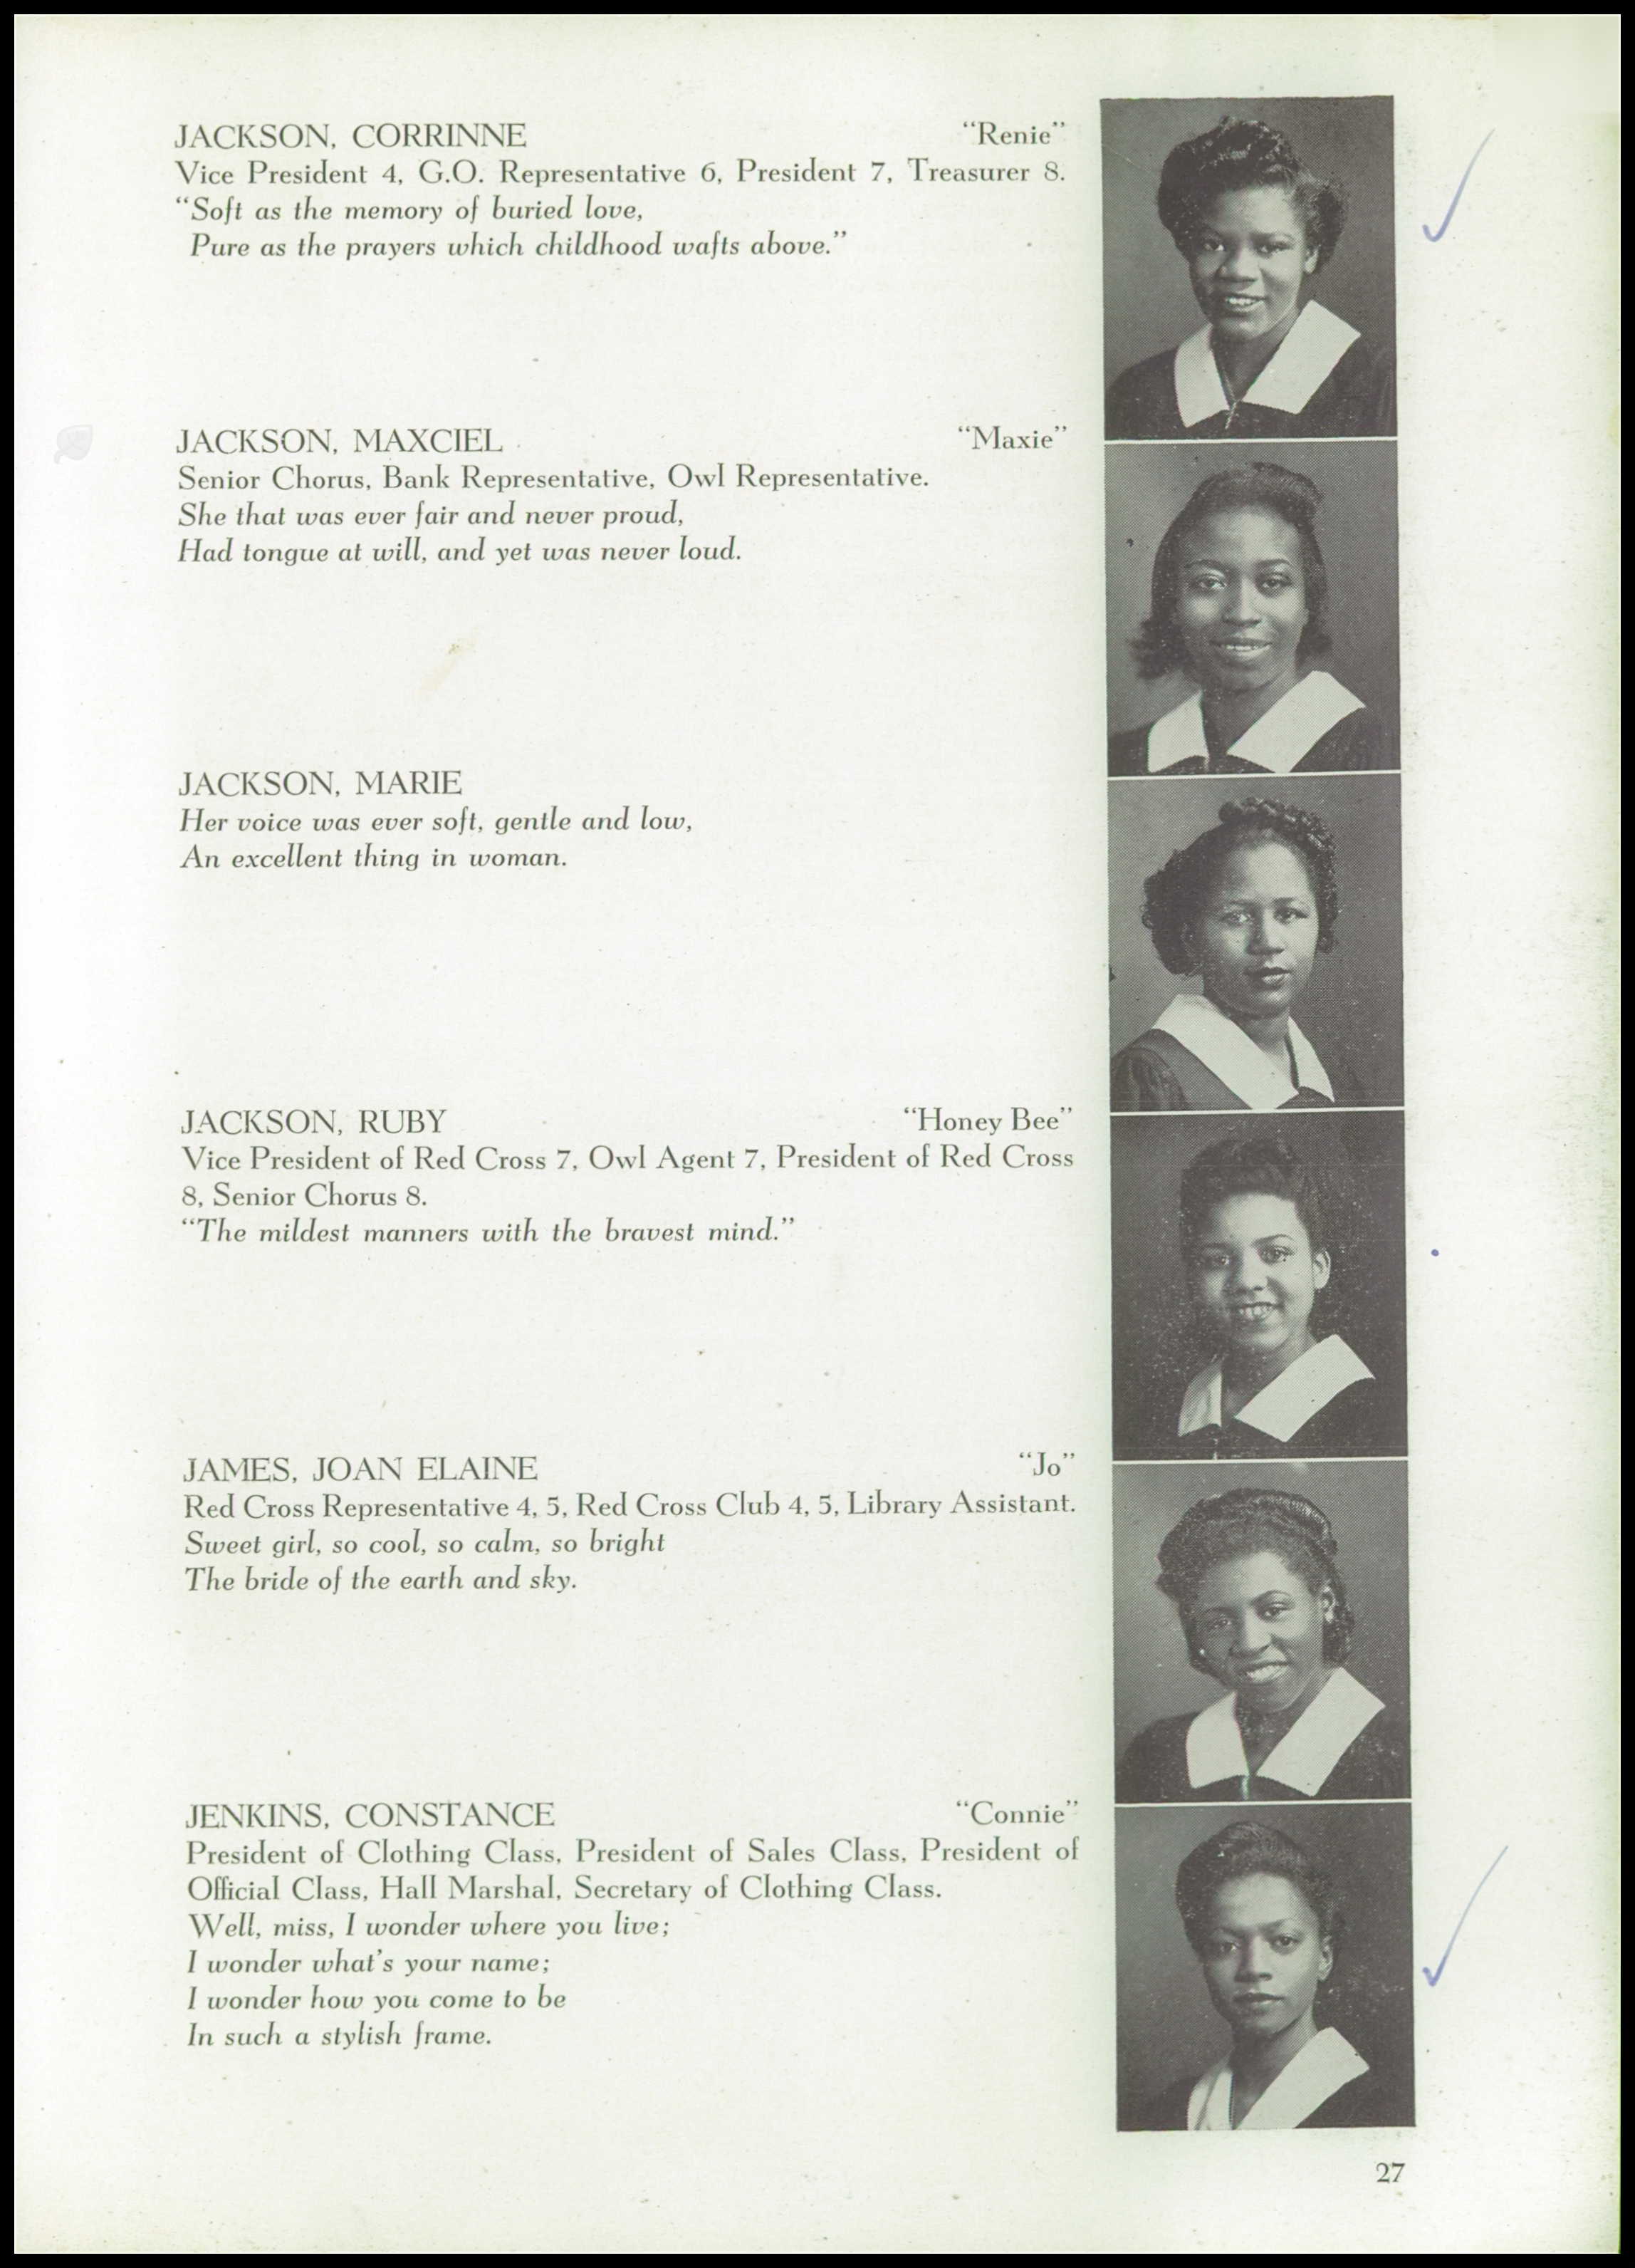 JACKSON, CORRINNE “Renie”
Vice President 4, G.O. Representative 6, President 7, Treasurer 8.
“Soft as the memory of buried love,
Pure as the prayers which childhood wafts above.”
JACKSON, MAXCIEL “Maxie”
Senior Chorus, Bank Representative, Owl Representative.
She that was ever fair and never proud,
Had tongue at will, and yet was never loud.
JACKSON, MARIE
Her voice was ever soft, gentle and low,
An excellent thing in woman.
JACKSON, RUBY “Honey Bee”
Vice President of Red Cross 7, Owl Agent 7, President of Red Cross
8, Senior Chorus 8.
“The mildest manners with the bravest mind.”
JAMES, JOAN ELAINE “Jo”
Red Cross Representative 4, 5, Red Cross Club 4, 5, Library Assistant.
Sweet girl, so cool, so calm, so bright
The bride of the earth and sky.
JENKINS, CONSTANCE “Connie”
President of Clothing Class, President of Sales Class, President of
Official Class, Hall Marshal, Secretary of Clothing Class.
Well, miss, I wonder where you live;
I wonder what's your name;
I wonder how you come to be
In such a stylish frame.
27